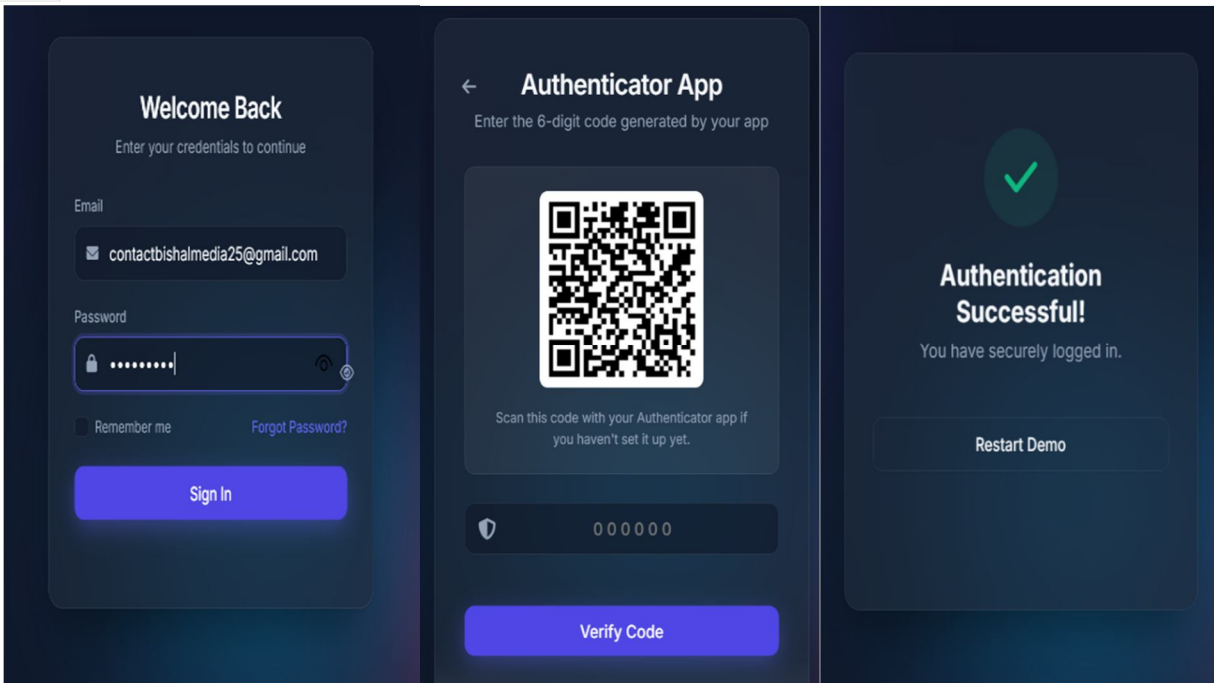 Welcome Back
Enter your credentials to continue
Email
contactbishalmedia25@gmail.com
Password
•••••••••
Remember me
Forgot Password?
Sign In
Authenticator App
Enter the 6-digit code generated by your app
Scan this code with your Authenticator app if
you haven't set it up yet.
000000
Verify Code
Authentication
Successful!
You have securely logged in.
Restart Demo